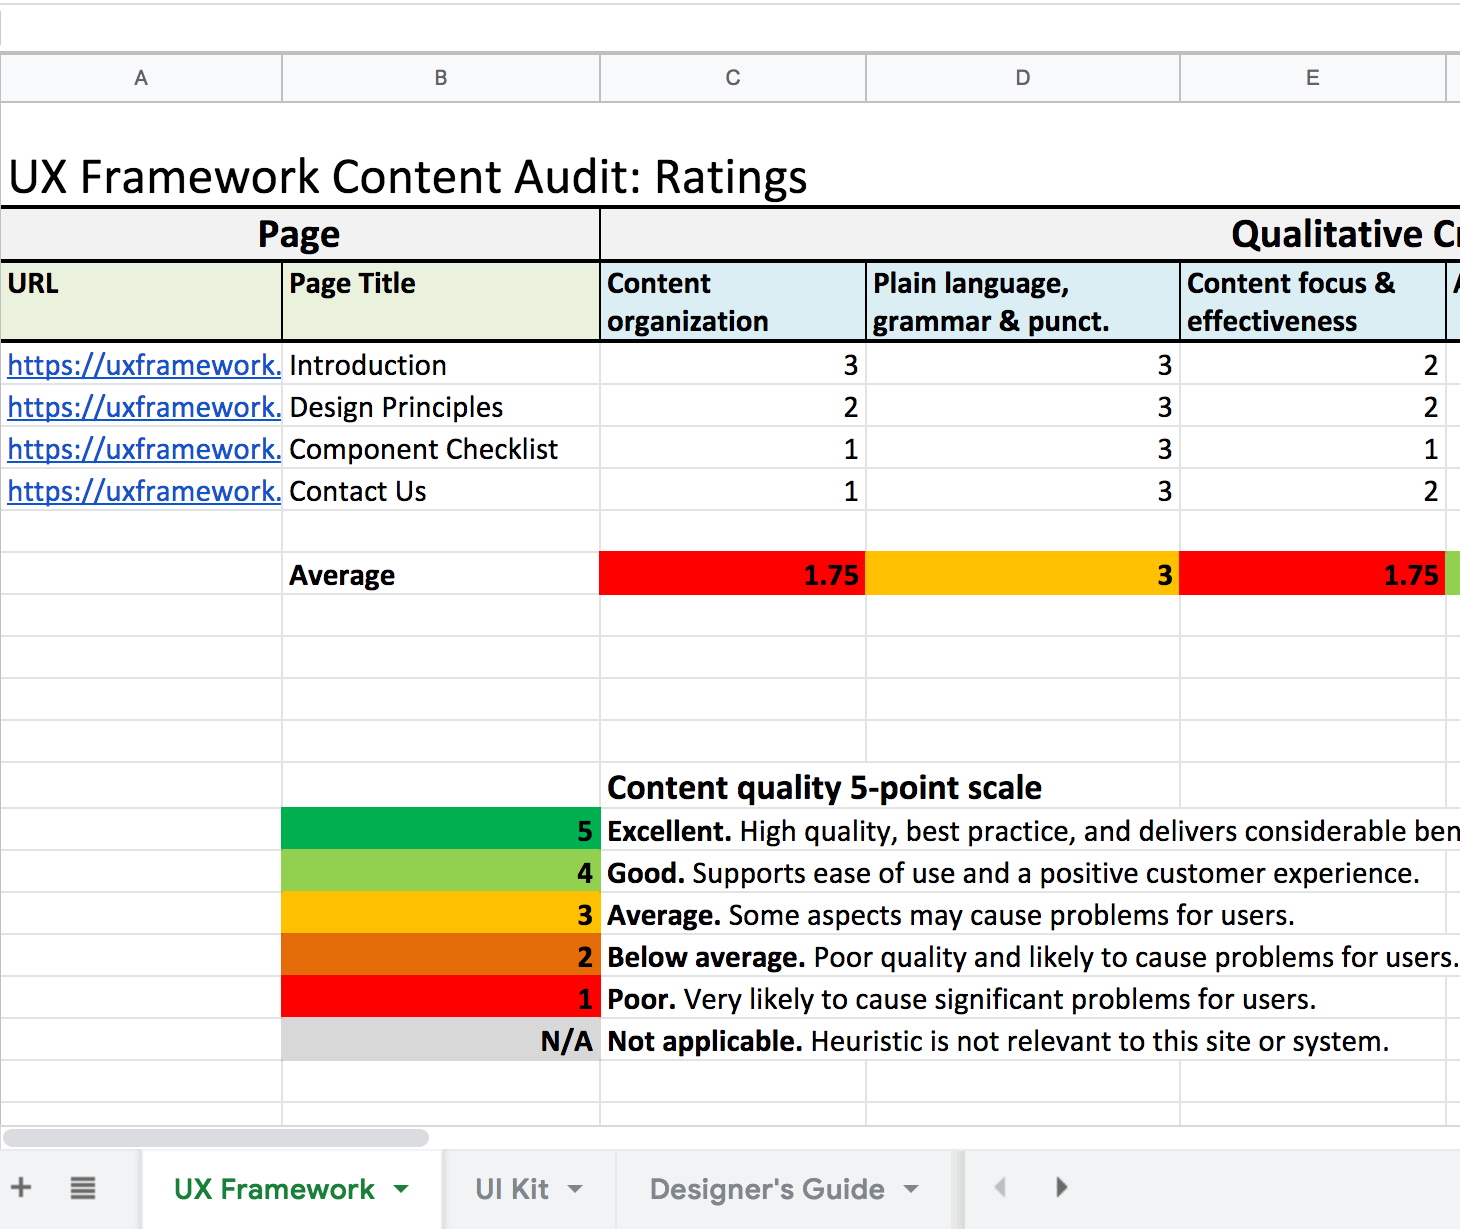 A B C D E
UX Framework Content Audit: Ratings
Page Qualitative
URL Page Title Content organization Plain language, grammar & punct. Content focus & effectiveness
https://uxframework. Introduction 3 3 2
https://uxframework. Design Principles 2 3 2
https://uxframework. Component Checklist 1 3 1
https://uxframework. Contact Us 1 3 2
Average 1.75 3 1.75
Content quality 5-point scale
5 Excellent. High quality, best practice, and delivers considerable ben
4 Good. Supports ease of use and a positive customer experience.
3 Average. Some aspects may cause problems for users.
2 Below average. Poor quality and likely to cause problems for users.
1 Poor. Very likely to cause significant problems for users.
N/A Not applicable. Heuristic is not relevant to this site or system.
UX Framework UI Kit Designer's Guide